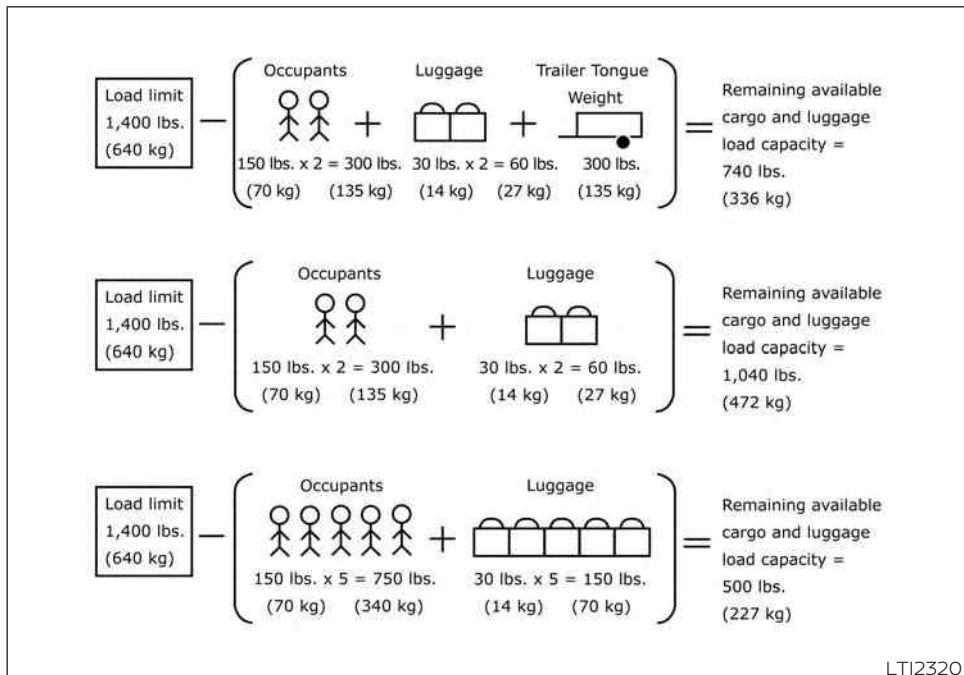 Occupants Luggage Trailer Tongue
Weight
Load limit
1,400 lbs.
(640 kg)
−
+
+
=
150 lbs. x 2 = 300 lbs. 30 lbs. x 2 = 60 lbs. 300 lbs.
(70 kg) (135 kg) (14 kg) (27 kg) (135 kg)
Remaining available
cargo and luggage
load capacity =
740 lbs.
(336 kg)
Occupants Luggage
Load limit
1,400 lbs.
(640 kg)
−
+
=
150 lbs. x 2 = 300 lbs. 30 lbs. x 2 = 60 lbs.
(70 kg) (135 kg) (14 kg) (27 kg)
Remaining available
cargo and luggage
load capacity =
1,040 lbs.
(472 kg)
Occupants Luggage
Load limit
1,400 lbs.
(640 kg)
−
+
=
150 lbs. x 5 = 750 lbs. 30 lbs. x 5 = 150 lbs.
(70 kg) (340 kg) (14 kg) (70 kg)
Remaining available
cargo and luggage
load capacity =
500 lbs.
(227 kg)
LTI2320